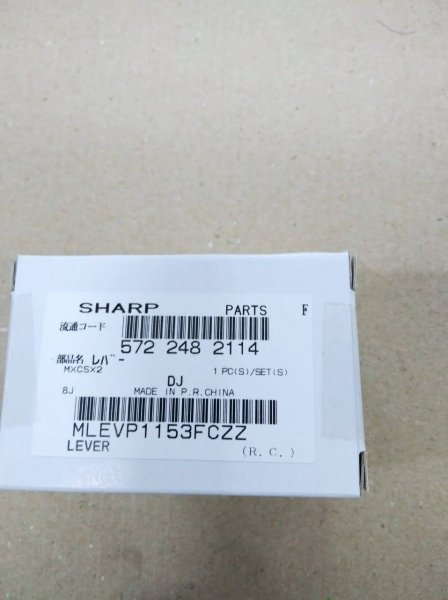 SHARP PARTS F
流通コード
572 248 2114
部品名 レバー
MXCSX2 1 PC(S)/SET(S)
DJ
8J MADE IN P.R.CHINA
MLEVP1153FCZZ
LEVER (R.C.)